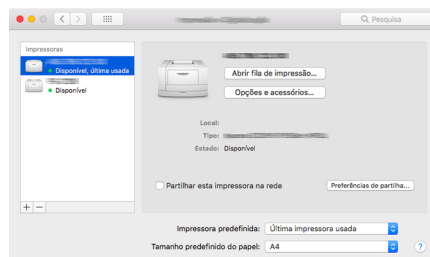 Pesquisa
Impressoras
Disponível, última usada
Disponível
Abrir fila de impressão...
Opções e acessórios...
Local:
Tipo:
Estado: Disponível
Partilhar esta impressora na rede
Preferências de partilha...
+ −
Impressora predefinida: Última impressora usada
Tamanho predefinido do papel: A4
?